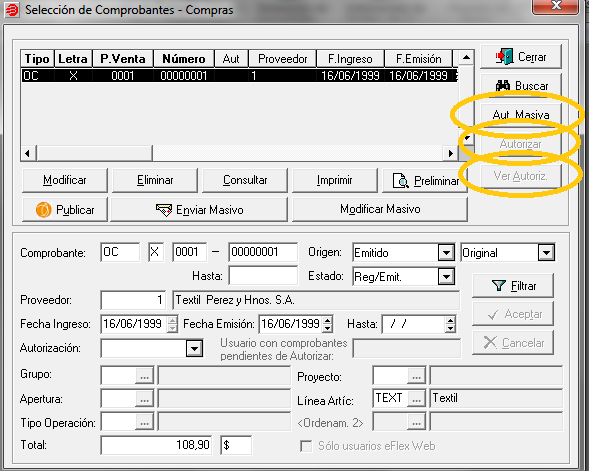 Selección de Comprobantes - Compras
Tipo Letra P.Venta Número Aut Proveedor F.Ingreso F.Emisión
OC X 0001 00000001 1 16/06/1999 16/06/1999
Cerrar
Buscar
Aut. Masiva
Autorizar
Ver Autoriz.
Modificar Eliminar Consultar Imprimir Preliminar
Publicar Enviar Masivo Modificar Masivo
Comprobante: OC X 0001 – 00000001 Origen: Emitido Original
Hasta: Estado: Reg/Emit.
Filtrar
Proveedor: 1 Textil Perez y Hnos. S.A.
Aceptar
Fecha Ingreso: 16/06/1999 Fecha Emisión: 16/06/1999 Hasta: / /
Cancelar
Autorización: Usuario con comprobantes
pendientes de Autorizar:
Grupo: ... Proyecto: ...
Apertura: ... Línea Artíc: TEXT ... Textil
Tipo Operación: ... <Ordenam. 2> ...
Total: 108,90 $ Sólo usuarios eFlex Web